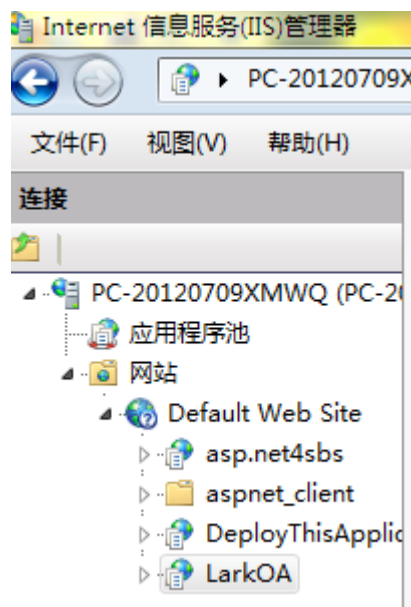 Internet 信息服务(IIS)管理器
PC-20120709X
文件(F) 视图(V) 帮助(H)
连接
PC-20120709XMWQ (PC-20
应用程序池
网站
Default Web Site
asp.net4sbs
aspnet_client
DeployThisApplic
LarkOA